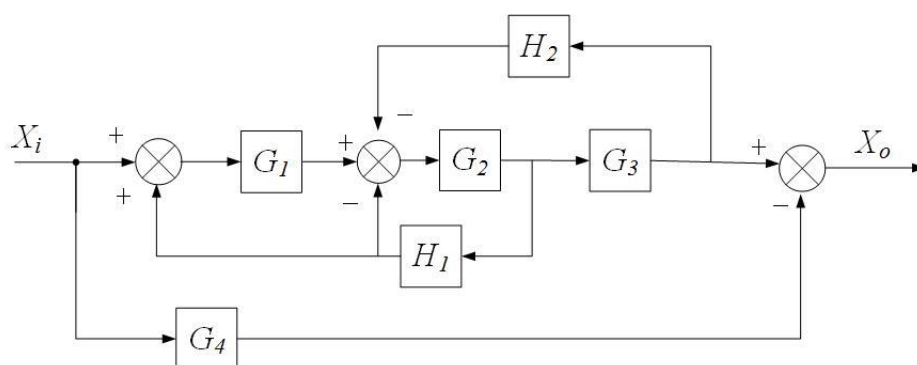 H2
−
Xi
+
G1
+
G2
G3
+
Xo
+
−
−
H1
G4